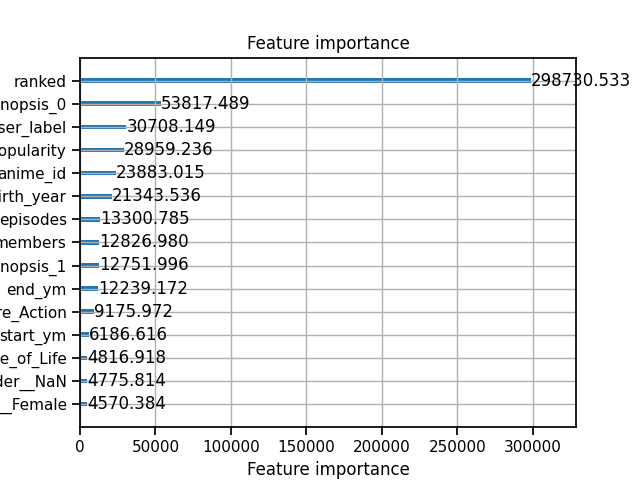 Feature importance
ranked 298730.533
nopsis_0 53817.489
ser_label 30708.149
opularity 28959.236
anime_id 23883.015
irth_year 21343.536
episodes 13300.785
members 12826.980
nopsis_1 12751.996
end_ym 12239.172
re_Action 9175.972
start_ym 6186.616
e_of_Life 4816.918
der__NaN 4775.814
__Female 4570.384
0 50000 100000 150000 200000 250000 300000
Feature importance